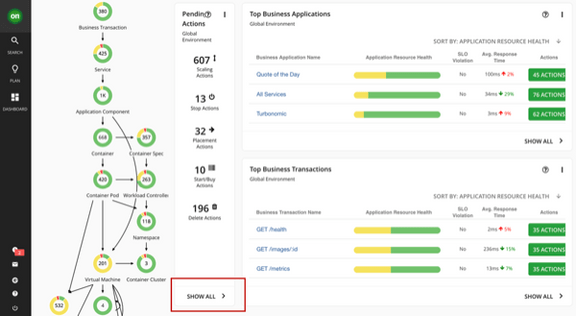 on
SEARCH
PLAN
DASHBOARD
380
Business Transaction
425
Service
1K
Application Component
668
Container
357
Container Spec
420
Container Pod
263
Workload Controller
118
Namespace
201
Virtual Machine
3
Container Cluster
532
4
Pending
Actions
Global
Environment
607
Scaling
Actions
13
Stop Actions
32
Placement
Actions
10
Start/Buy
Actions
196
Delete Actions
SHOW ALL >
Top Business Applications
Global Environment
SORT BY: APPLICATION RESOURCE HEALTH ↓
Business Application Name Application Resource Health SLO Violation Avg. Response Time Actions
Quote of the Day No 100ms 2% 45 ACTIONS
All Services No 34ms 29% 76 ACTIONS
Turbonomic No 3ms 9% 62 ACTIONS
SHOW ALL >
Top Business Transactions
Global Environment
SORT BY: APPLICATION RESOURCE HEALTH ↓
Business Transaction Name Application Resource Health SLO Violation Avg. Response Time Actions
GET /health No 2ms 5% 35 ACTIONS
GET /images/:id No 236ms 15% 35 ACTIONS
GET /metrics No 13ms 7% 35 ACTIONS
SHOW ALL >